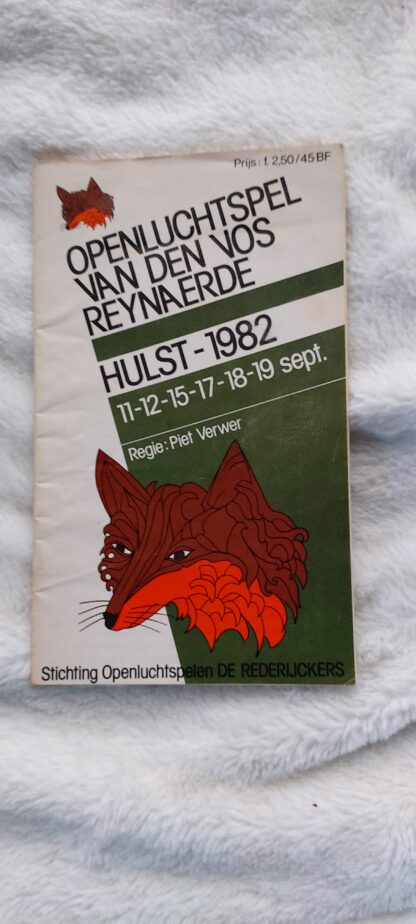 Prijs: f. 2,50/45 BF
OPENLUCHTSPEL
VAN DEN VOS
REYNAERDE
HULST-1982
11-12-15-17-18-19 sept.
Regie: Piet Verwer
Stichting Openluchtspelen DE REDERIJCKERS